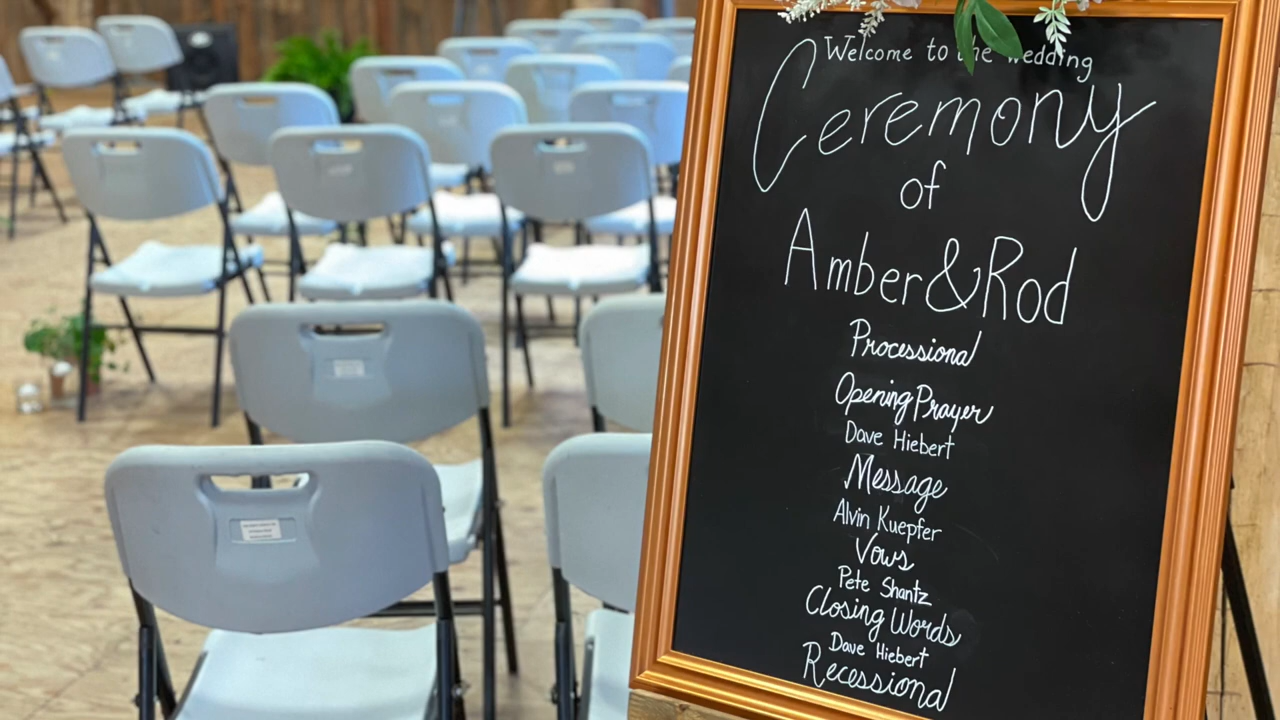 Welcome to the wedding
Ceremony
of
Amber & Rod
Processional
Opening Prayer
Dave Hiebert
Message
Alvin Kuepfer
Vows
Pete Shantz
Closing Words
Dave Hiebert
Recessional